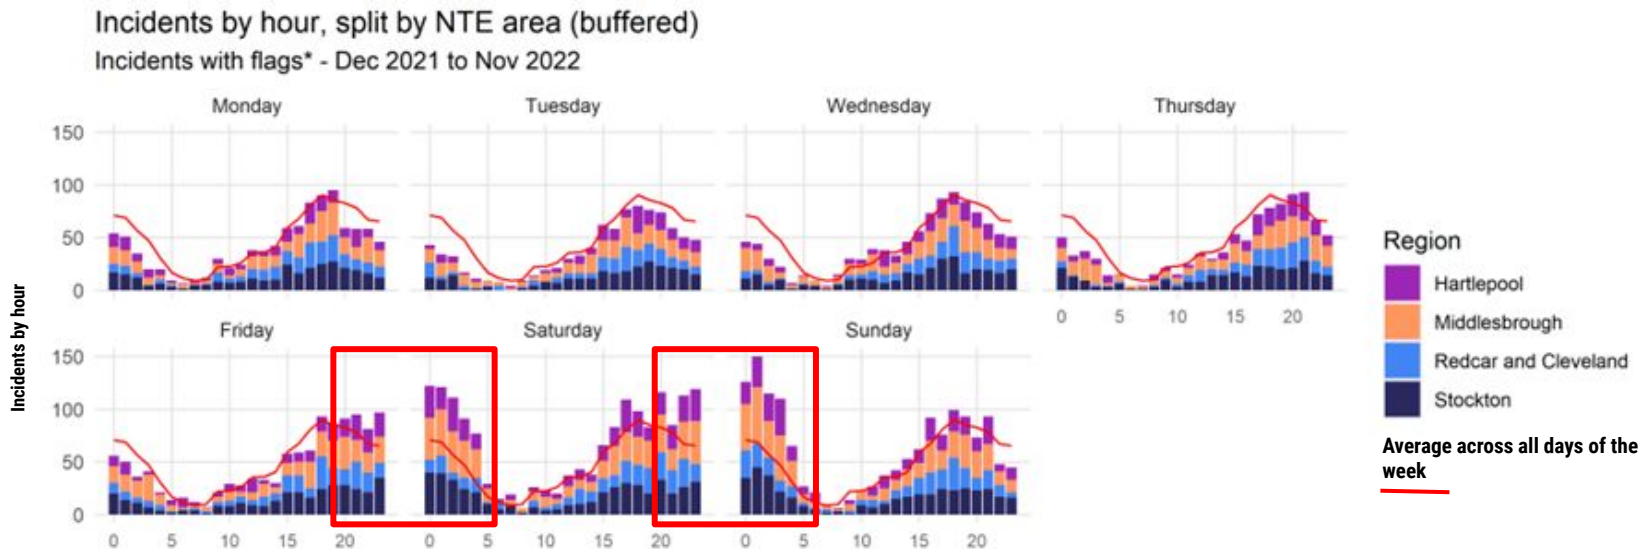 Incidents by hour, split by NTE area (buffered)
Incidents with flags* - Dec 2021 to Nov 2022
Monday Tuesday Wednesday Thursday
150
100
50
0
0 5 10 15 20
Friday Saturday Sunday
150
100
50
0
0 5 10 15 20 0 5 10 15 20 0 5 10 15 20
Incidents by hour
Region
Hartlepool
Middlesbrough
Redcar and Cleveland
Stockton
Average across all days of the
week